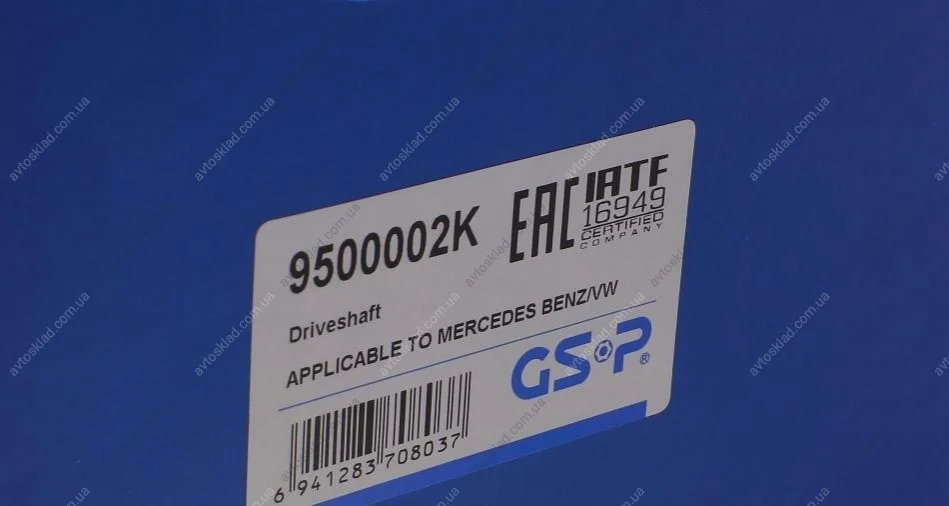 9500002K
EAC
IATF
16949
CERTIFIED
COMPANY
Driveshaft
APPLICABLE TO MERCEDES BENZ/VW
GSP®
6 941283 708037
avtosklad.com.ua